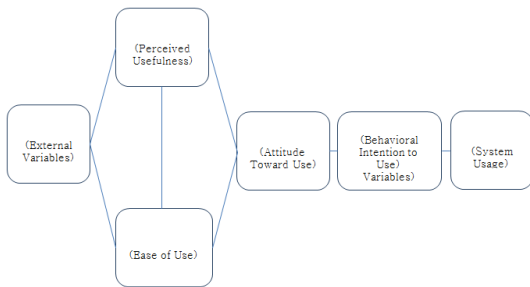 (Perceived
Usefulness)
(External
Variables)
(Attitude
Toward Use)
(Behavioral
Intention to
Use)
Variables)
(System
Usage)
(Base of Use)